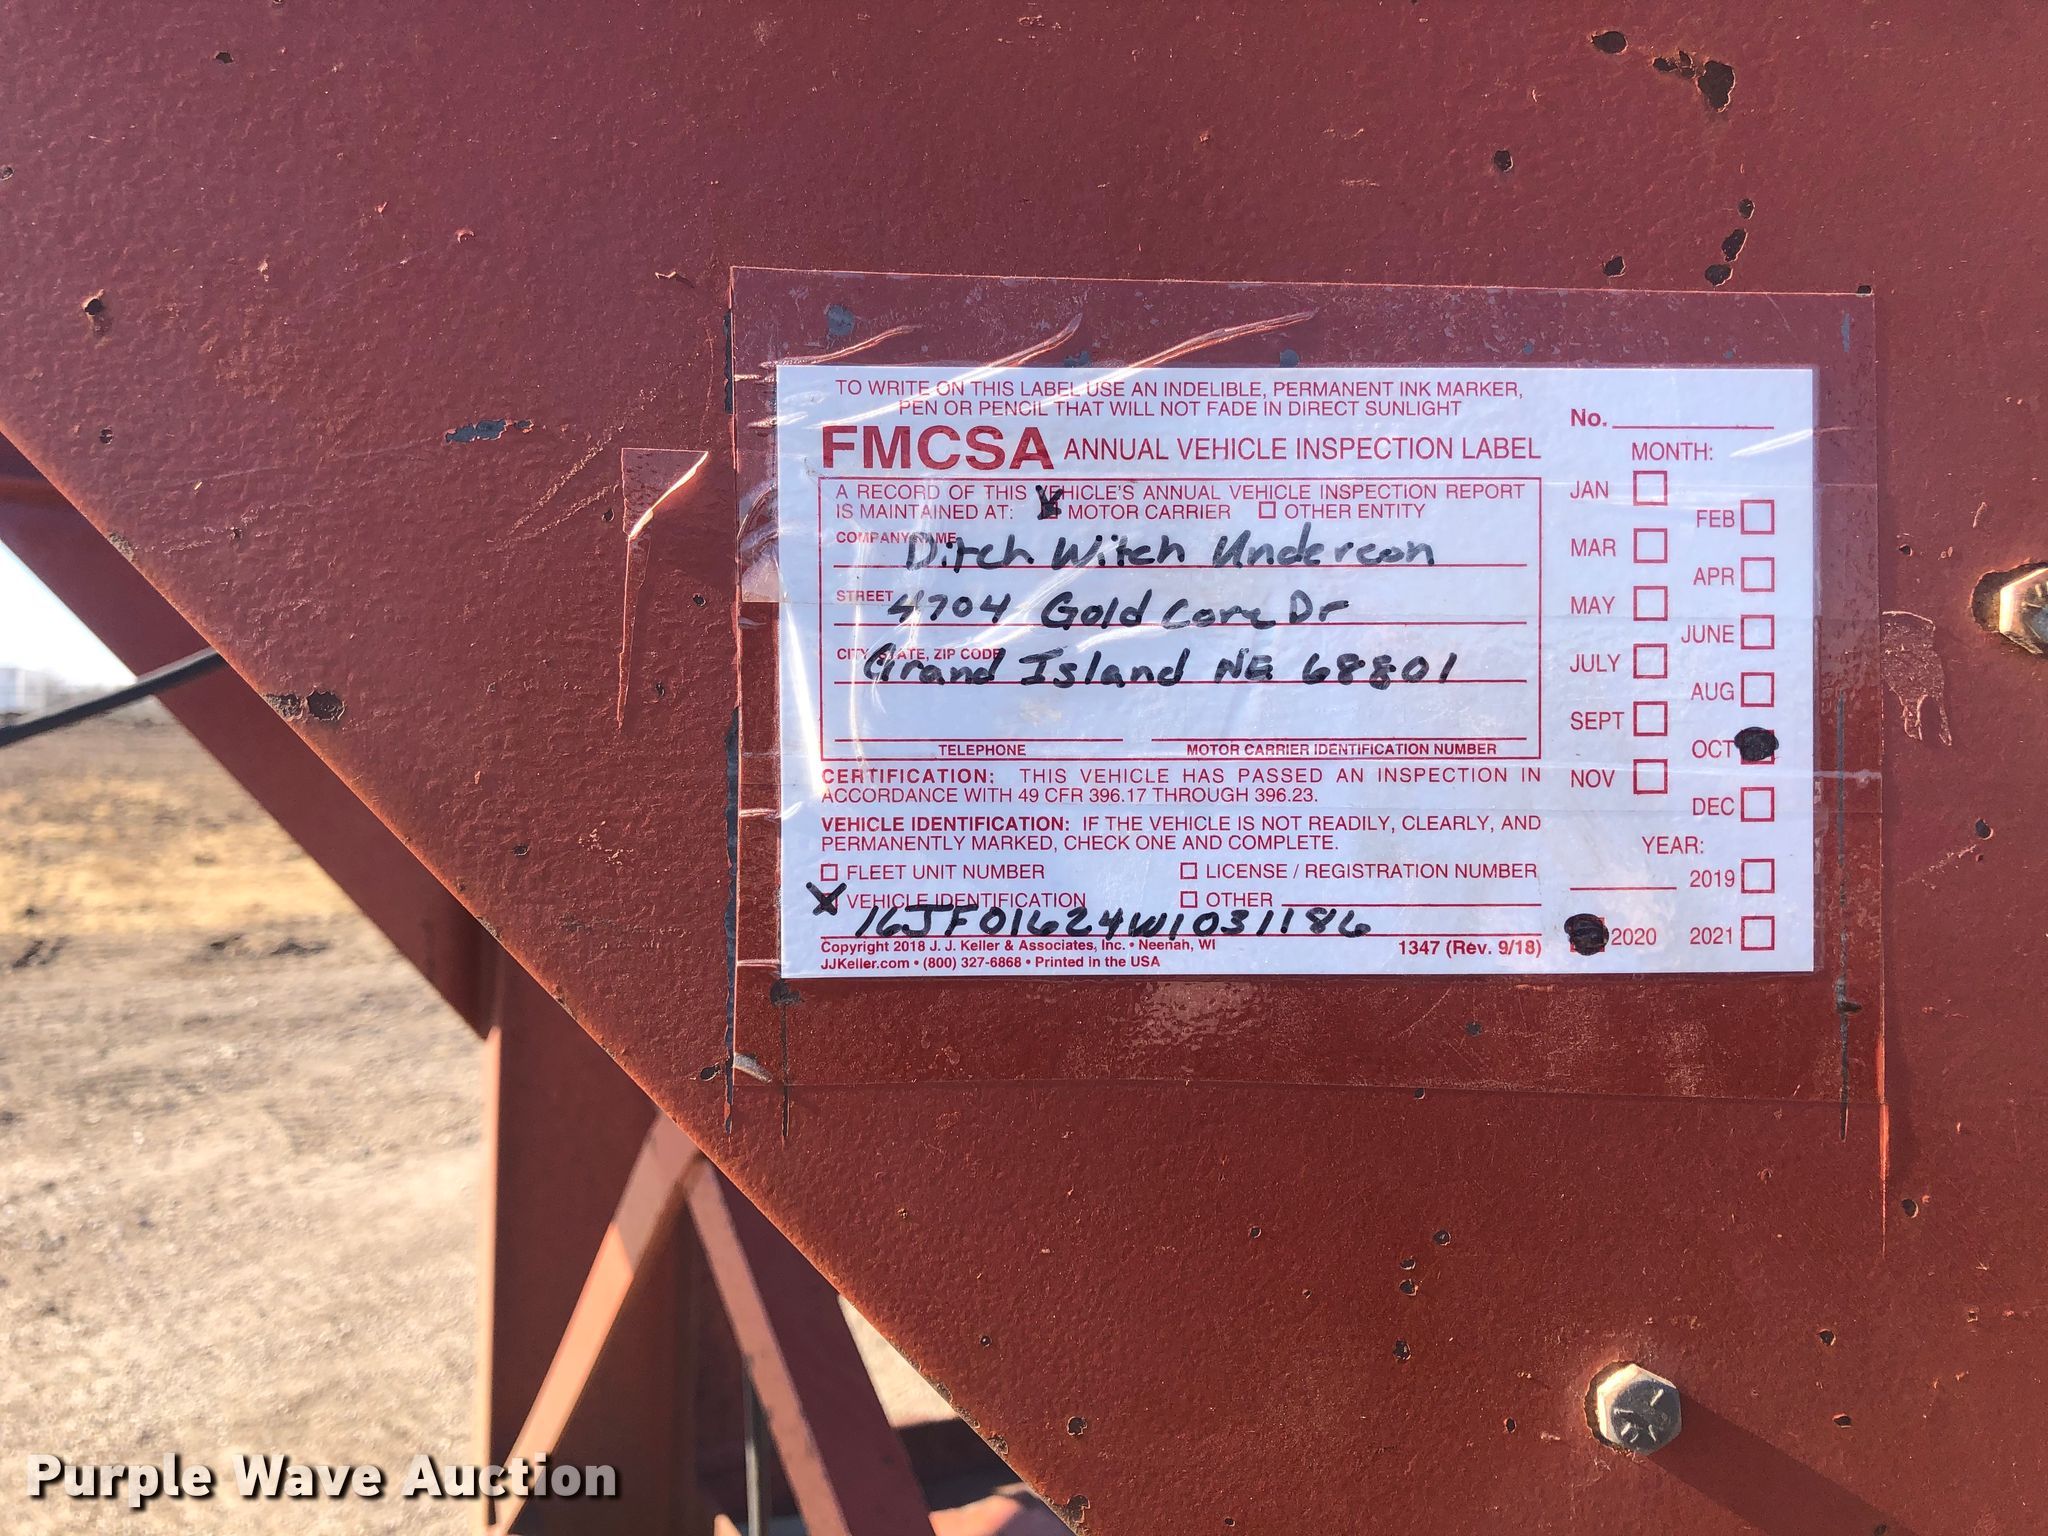 TO WRITE ON THIS LABEL USE AN INDELIBLE, PERMANENT INK MARKER,
PEN OR PENCIL THAT WILL NOT FADE IN DIRECT SUNLIGHT
FMCSA ANNUAL VEHICLE INSPECTION LABEL
A RECORD OF THIS VEHICLE'S ANNUAL VEHICLE INSPECTION REPORT
IS MAINTAINED AT: MOTOR CARRIER OTHER ENTITY
COMPANY NAME Ditch Witch Undercon
STREET 4704 Gold Core Dr
CITY, STATE, ZIP CODE Grand Island NE 68801
TELEPHONE MOTOR CARRIER IDENTIFICATION NUMBER
CERTIFICATION: THIS VEHICLE HAS PASSED AN INSPECTION IN
ACCORDANCE WITH 49 CFR 396.17 THROUGH 396.23.
VEHICLE IDENTIFICATION: IF THE VEHICLE IS NOT READILY, CLEARLY, AND
PERMANENTLY MARKED, CHECK ONE AND COMPLETE.
FLEET UNIT NUMBER LICENSE / REGISTRATION NUMBER
X VEHICLE IDENTIFICATION OTHER
16JF01624W1031186
Copyright 2018 J. J. Keller & Associates, Inc. • Neenah, WI
JJKeller.com • (800) 327-6868 • Printed in the USA
1347 (Rev. 9/18)
No.
MONTH:
JAN
FEB
MAR
APR
MAY
JUNE
JULY
AUG
SEPT
OCT
NOV
DEC
YEAR:
2019
2020 2021
Purple Wave Auction